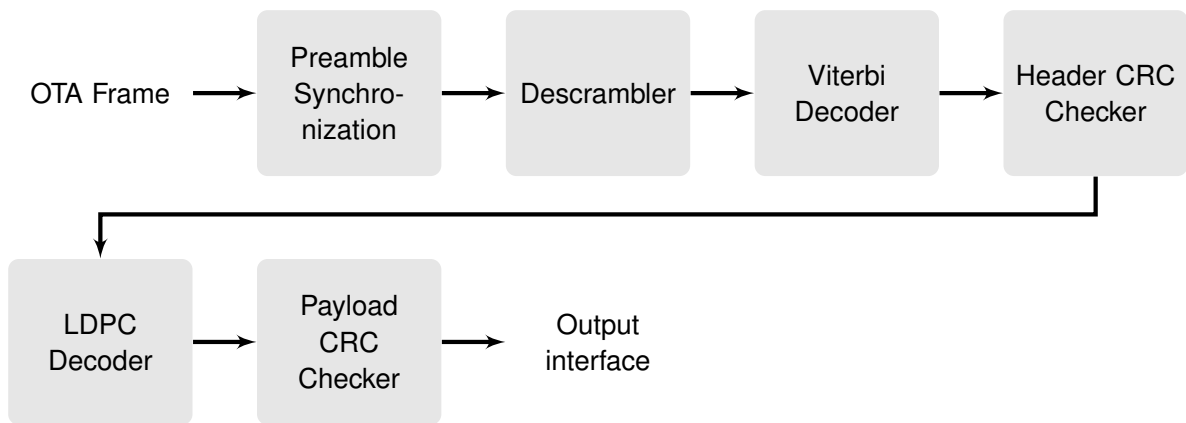 OTA Frame
Preamble
Synchro-
nization
Descrambler
Viterbi
Decoder
Header CRC
Checker
LDPC
Decoder
Payload
CRC
Checker
Output
interface